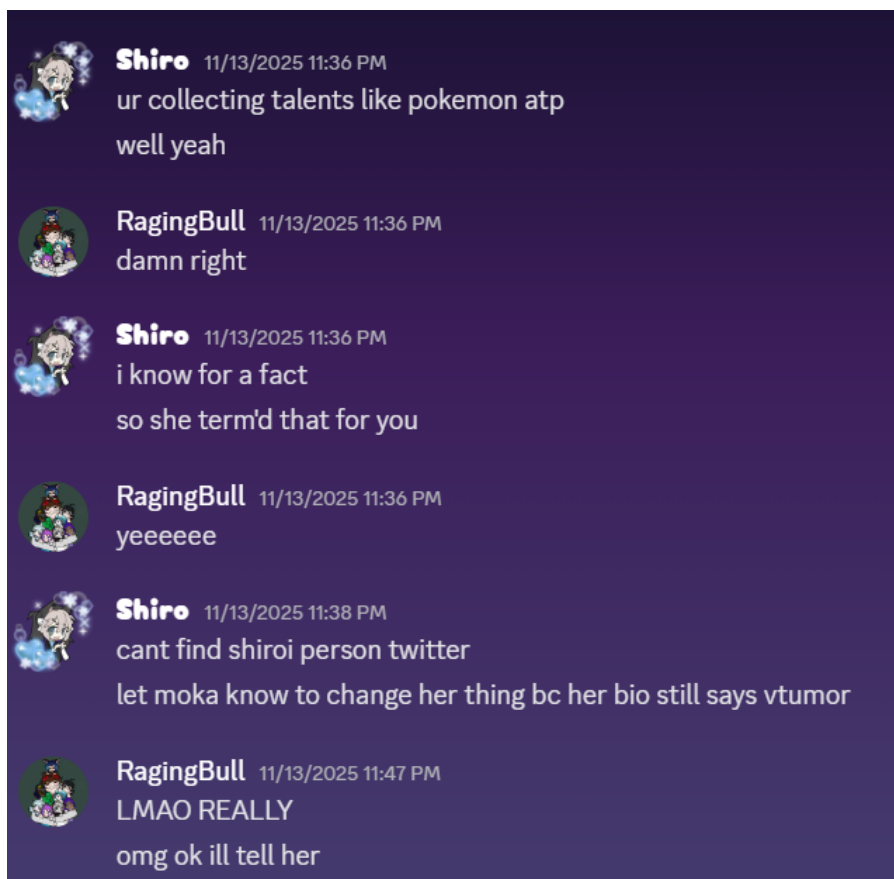 Shiro 11/13/2025 11:36 PM
ur collecting talents like pokemon atp
well yeah
RagingBull 11/13/2025 11:36 PM
damn right
Shiro 11/13/2025 11:36 PM
i know for a fact
so she term'd that for you
RagingBull 11/13/2025 11:36 PM
yeeeeee
Shiro 11/13/2025 11:38 PM
cant find shiroi person twitter
let moka know to change her thing bc her bio still says vtumor
RagingBull 11/13/2025 11:47 PM
LMAO REALLY
omg ok ill tell her